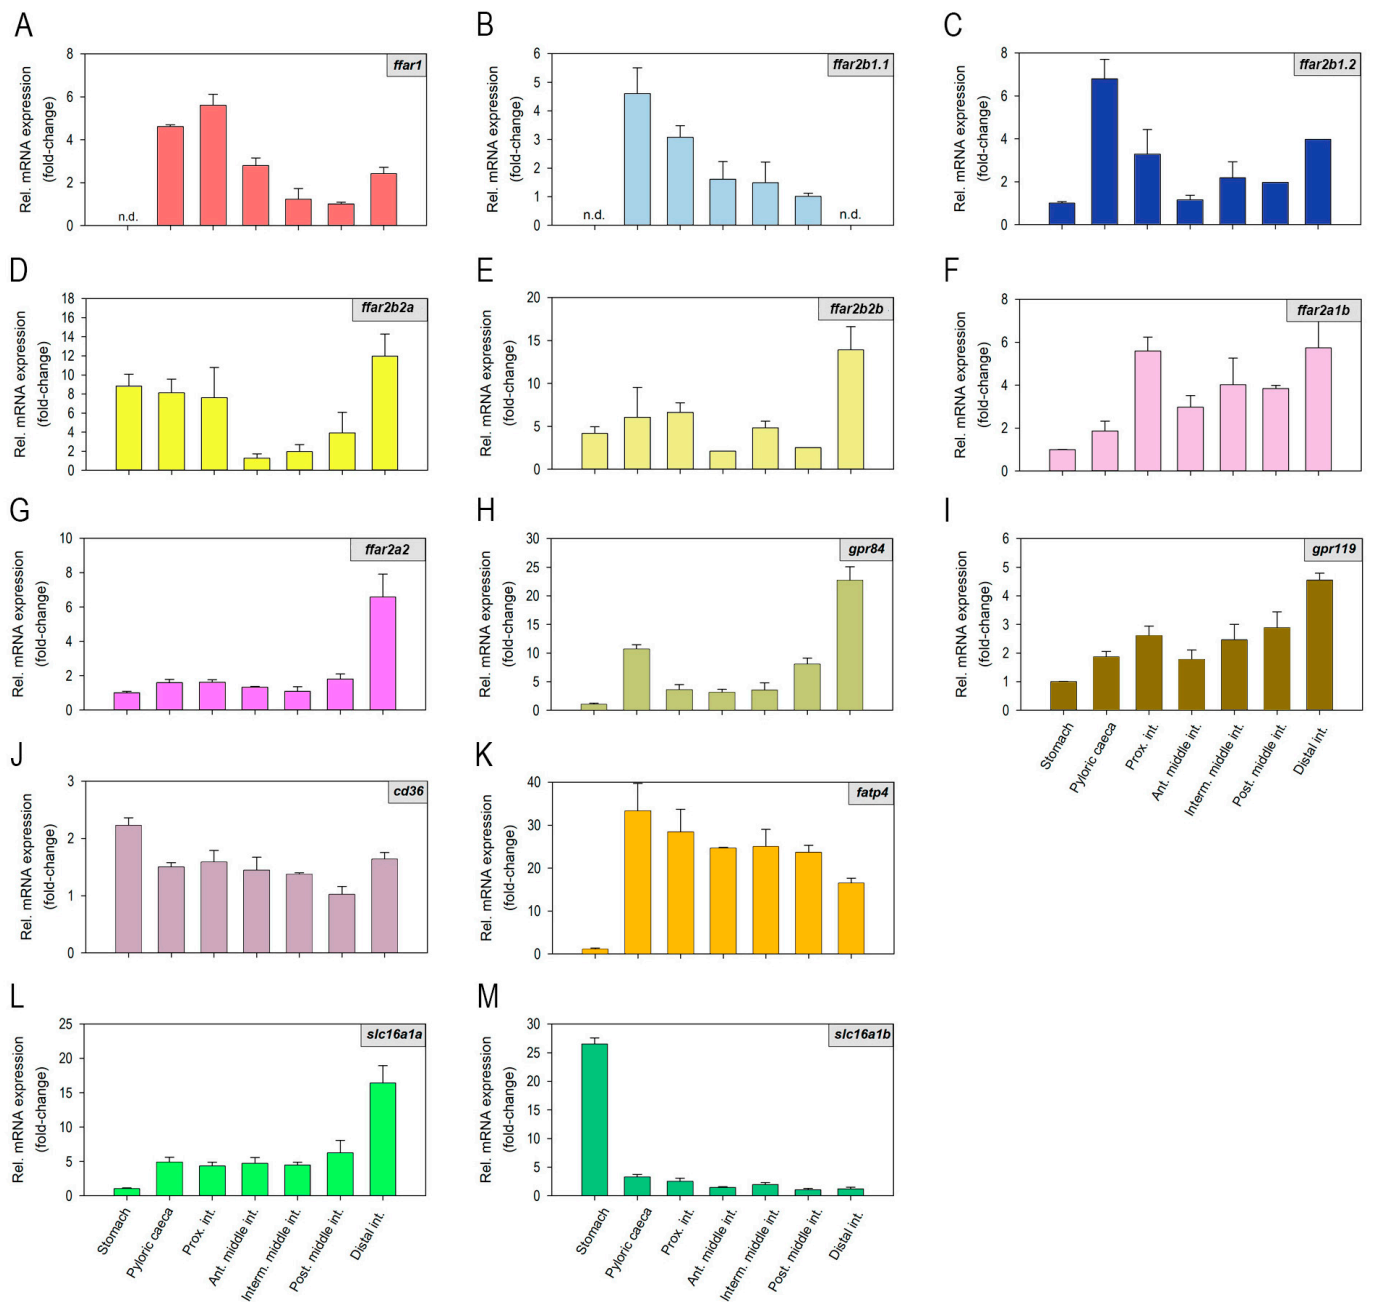 A
Rel. mRNA expression
(fold-change)
8
6
4
2
0
n.d.
ffar1
B
Rel. mRNA expression
(fold-change)
6
5
4
3
2
1
0
n.d.
n.d.
ffar2b1.1
C
Rel. mRNA expression
(fold-change)
8
6
4
2
0
ffar2b1.2
D
Rel. mRNA expression
(fold-change)
18
16
14
12
10
8
6
4
2
0
ffar2b2a
E
Rel. mRNA expression
(fold-change)
20
15
10
5
0
ffar2b2b
F
Rel. mRNA expression
(fold-change)
8
6
4
2
0
ffar2a1b
G
Rel. mRNA expression
(fold-change)
10
8
6
4
2
0
ffar2a2
H
Rel. mRNA expression
(fold-change)
30
25
20
15
10
5
0
gpr84
I
Rel. mRNA expression
(fold-change)
6
5
4
3
2
1
0
gpr119
Stomach
Pyloric caeca
Prox. int.
Ant. middle int.
Interm. middle int.
Post. middle int.
Distal int.
J
Rel. mRNA expression
(fold-change)
3
2
1
0
cd36
K
Rel. mRNA expression
(fold-change)
40
30
20
10
0
fatp4
L
Rel. mRNA expression
(fold-change)
25
20
15
10
5
0
slc16a1a
Stomach
Pyloric caeca
Prox. int.
Ant. middle int.
Interm. middle int.
Post. middle int.
Distal int.
M
Rel. mRNA expression
(fold-change)
30
25
20
15
10
5
0
slc16a1b
Stomach
Pyloric caeca
Prox. int.
Ant. middle int.
Interm. middle int.
Post. middle int.
Distal int.